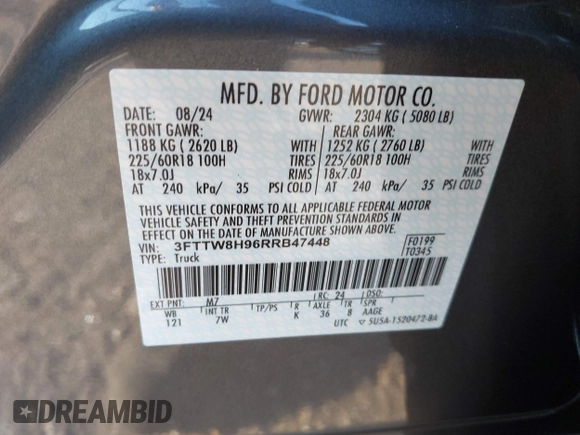 MFD. BY FORD MOTOR CO.
DATE: 08/24 GVWR: 2304 KG ( 5080 LB)
FRONT GAWR: REAR GAWR:
1188 KG ( 2620 LB) WITH 1252 KG ( 2760 LB) WITH
225/60R18 100H TIRES 225/60R18 100H TIRES
18x7.0J RIMS 18x7.0J RIMS
AT 240 kPa/ 35 PSI COLD AT 240 kPa/ 35 PSI COLD
THIS VEHICLE CONFORMS TO ALL APPLICABLE FEDERAL MOTOR
VEHICLE SAFETY AND THEFT PREVENTION STANDARDS IN EFFECT ON
THE DATE OF MANUFACTURE SHOWN ABOVE.
VIN: 3FTTW8H96RRB47448 F0199
TYPE: Truck T0345
EXT PNT: M7 RC: 24 DSO:
WB INT TR TP/PS R AXLE TR SPR
121 7W K 36 8 AAGE
UTC 5U5A-1520472-BA
DREAMBID